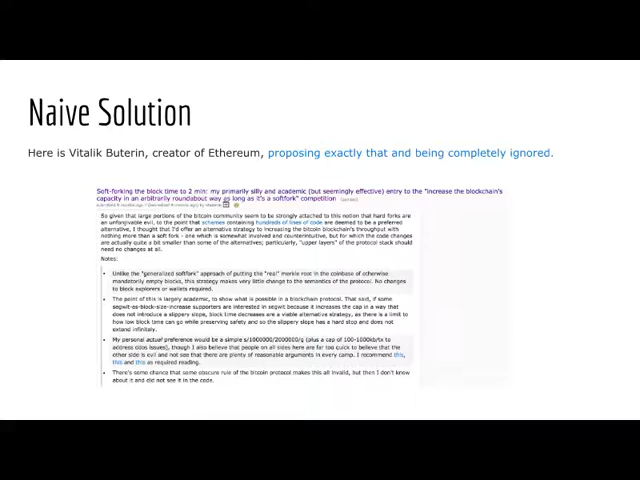 Naive Solution
Here is Vitalik Buterin, creator of Ethereum, proposing exactly that and being completely ignored.
Soft-forking the block time to 2 min: my primarily silly and academic (but seemingly effective) entry to the "increase the blockchain's
capacity in an arbitrarily roundabout way as long as it's a softfork" competition
So given that large portions of the bitcoin community seem to be strongly attached to this notion that hard forks are
an unforgivable evil, to the point that schemes containing hundreds of lines of code are deemed to be a preferred
alternative, I thought that I'd offer an alternative strategy to increasing the bitcoin blockchain's throughput with
nothing more than a soft fork - one which is somewhat involved and counterintuitive, but for which the code changes
are actually quite a bit smaller than some of the alternatives; particularly, "upper layers" of the protocol stack should
need no changes at all.
Notes:
• Unlike the "generalized softfork" approach of putting the "real" merkle root in the coinbase of otherwise
mandatorily empty blocks, this strategy makes very little change to the semantics of the protocol. No changes
to block explorers or wallets required.
• The point of this is largely academic, to show what is possible in a blockchain protocol. That said, if some
segwit-as-block-size-increase supporters are interested in segwit because it increases the cap in a way that
does not introduce a slippery slope, block time decreases are a viable alternative strategy, as there is a limit to
how low block time can go while preserving safety and so the slippery slope has a hard stop and does not
extend infinitely.
• My personal actual preference would be a simple s/1000000/2000000/g (plus a cap of 100-1000kb/tx to
address ddos issues), though I also believe that people on all sides here are far too quick to believe that the
other side is evil and not see that there are plenty of reasonable arguments in every camp. I recommend this,
this and this as required reading.
• There's some chance that some obscure rule of the bitcoin protocol makes this all invalid, but then I don't know
about it and did not see it in the code.